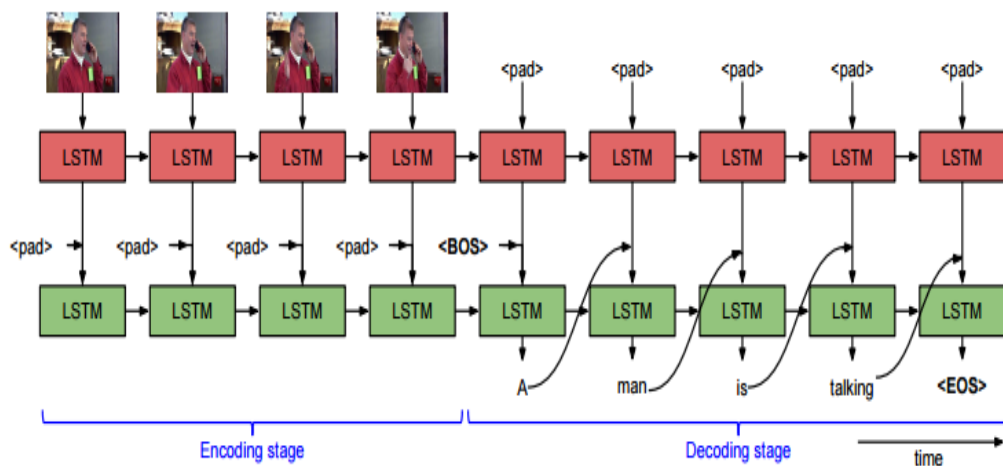 <pad> <pad> <pad> <pad> <pad>
LSTM LSTM LSTM LSTM LSTM LSTM LSTM LSTM LSTM
<pad> <pad> <pad> <pad> <BOS>
LSTM LSTM LSTM LSTM LSTM LSTM LSTM LSTM LSTM
A man is talking <EOS>
Encoding stage Decoding stage
time